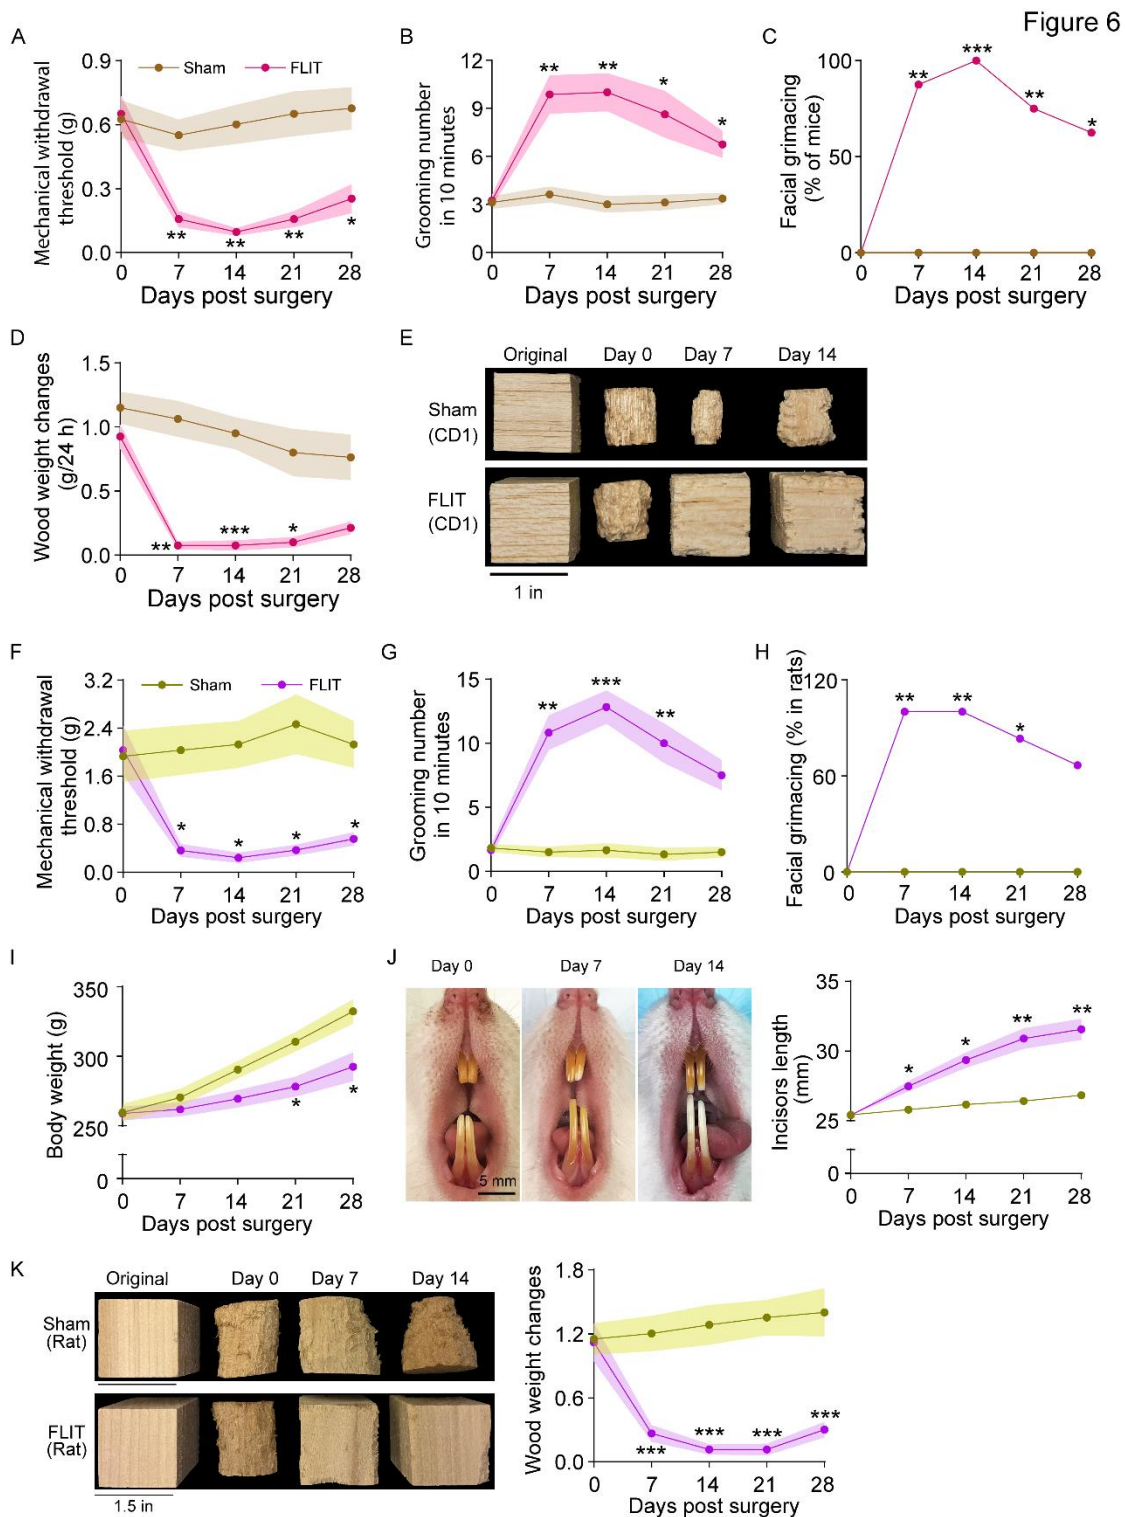 Figure 6
A
Mechanical withdrawal
threshold (g)
0.9
0.6
0.3
0.0
Sham
FLIT
**
**
**
*
0
7
14
21
28
Days post surgery
B
Grooming number
in 10 minutes
12
9
6
3
0
**
**
*
*
0
7
14
21
28
Days post surgery
C
Facial grimacing
(% of mice)
100
50
0
**
***
**
*
0
7
14
21
28
Days post surgery
D
Wood weight changes
(g/24 h)
1.5
1.0
0.5
0.0
**
***
*
0
7
14
21
28
Days post surgery
E
Original
Day 0
Day 7
Day 14
Sham
(CD1)
FLIT
(CD1)
1 in
F
Mechanical withdrawal
threshold (g)
3.2
2.4
1.6
0.8
0.0
Sham
FLIT
*
*
*
*
0
7
14
21
28
Days post surgery
G
Grooming number
in 10 minutes
15
10
5
0
**
***
**
0
7
14
21
28
Days post surgery
H
Facial grimacing (% in rats)
120
60
0
**
**
*
0
7
14
21
28
Days post surgery
I
Body weight (g)
350
300
250
0
*
*
0
7
14
21
28
Days post surgery
J
Day 0
Day 7
Day 14
5 mm
Incisors length
(mm)
35
30
25
0
*
*
**
**
0
7
14
21
28
Days post surgery
K
Original
Day 0
Day 7
Day 14
Sham
(Rat)
FLIT
(Rat)
1.5 in
Wood weight changes
1.8
1.2
0.6
0.0
***
***
***
***
0
7
14
21
28
Days post surgery